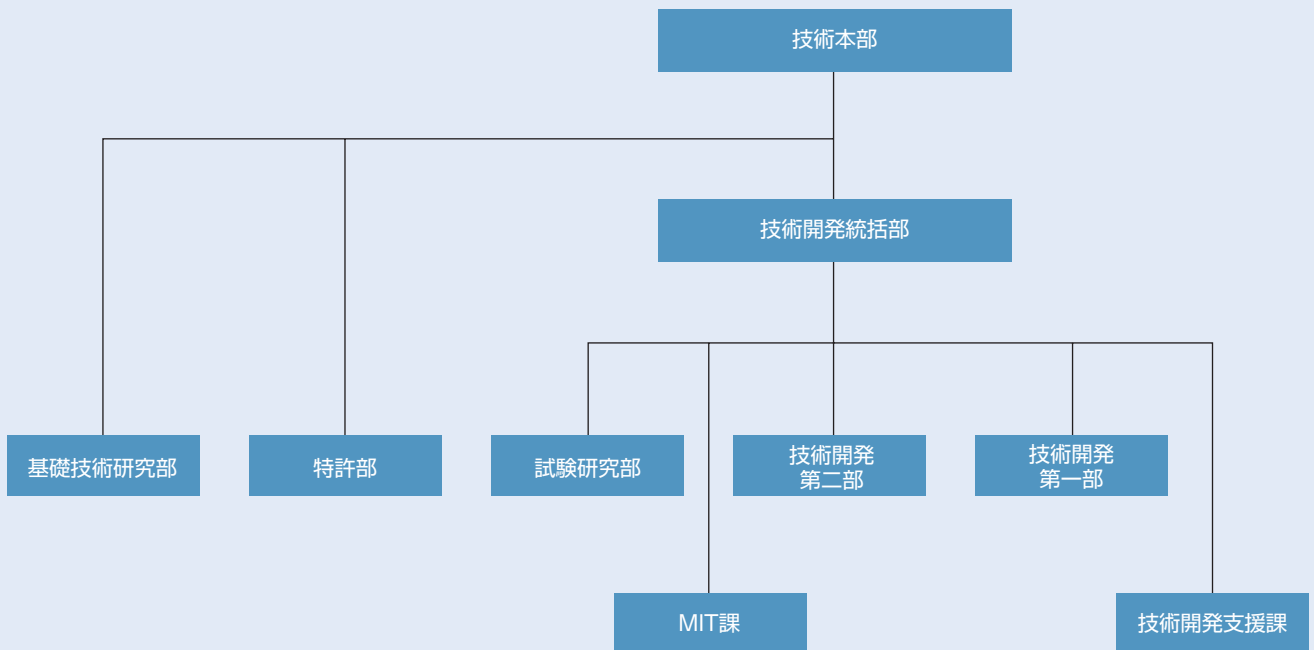 技術本部
技術開発統括部
基礎技術研究部
特許部
試験研究部
技術開発
第二部
技術開発
第一部
MIT課
技術開発支援課